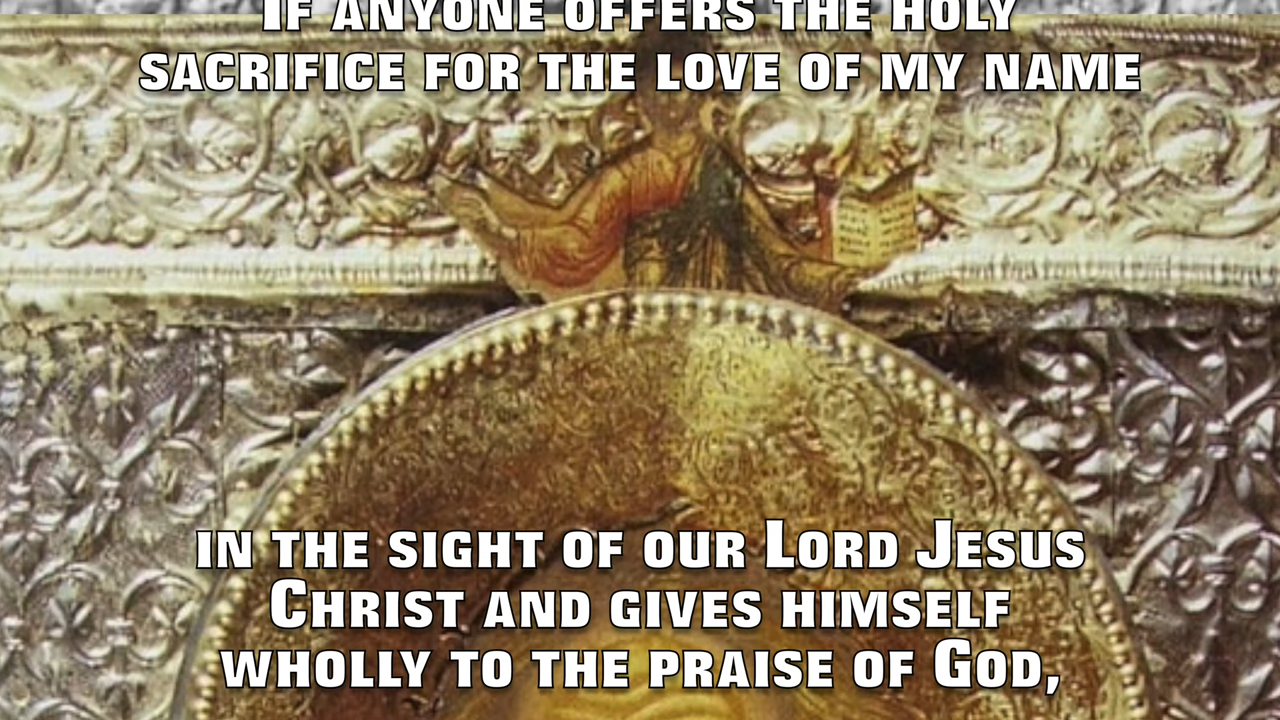 If anyone offers the holy
sacrifice for the love of my name
in the sight of our Lord Jesus
Christ and gives himself
wholly to the praise of God,